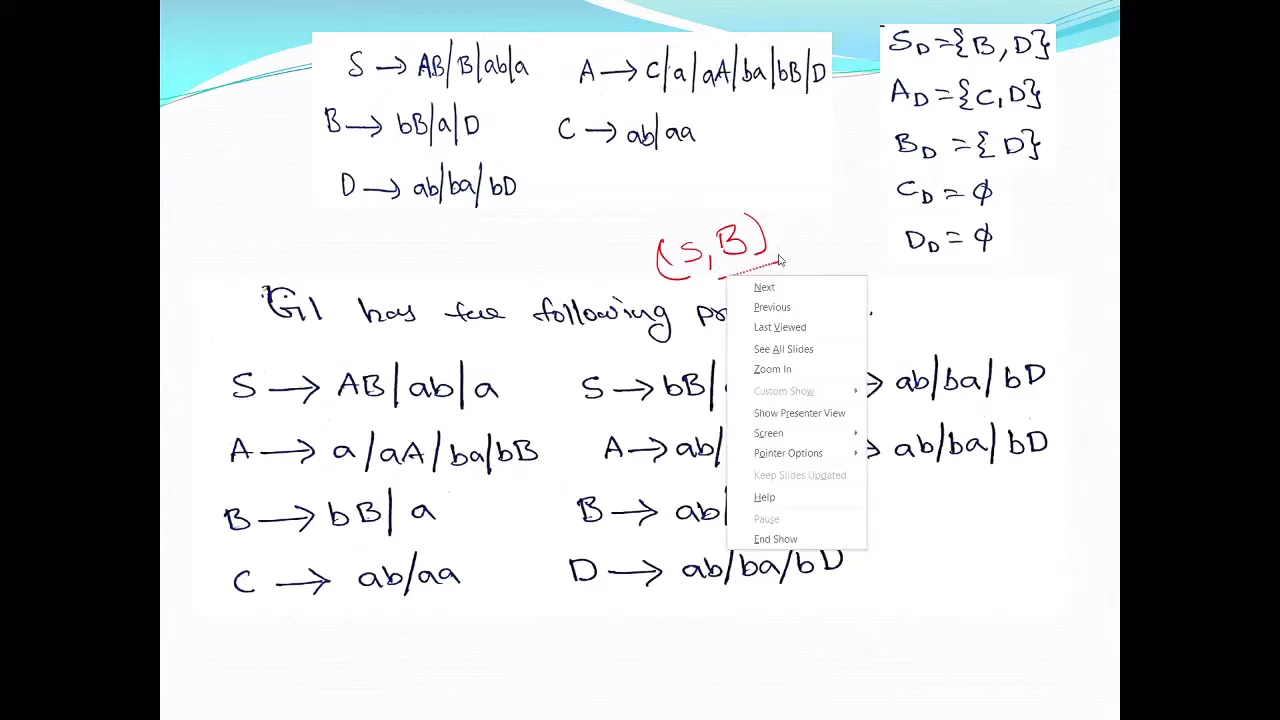 S → AB|B|ab|a    A → C|a|aA|ba|bB|D
B → bB|a|D    C → ab|aa
D → ab|ba|bD
S_D = {B, D}
A_D = {C, D}
B_D = { D}
C_D = φ
D_D = φ
(S, B)
G1 has the following
S → AB|ab|a    S → bB|    → ab|ba|bD
A → a|aA|ba|bB    A → ab|    → ab|ba|bD
B → bB|a    B → ab|
C → ab|aa    D → ab|ba|bD
Next
Previous
Last Viewed
See All Slides
Zoom In
Custom Show
Show Presenter View
Screen
Pointer Options
Keep Slides Updated
Help
Pause
End Show